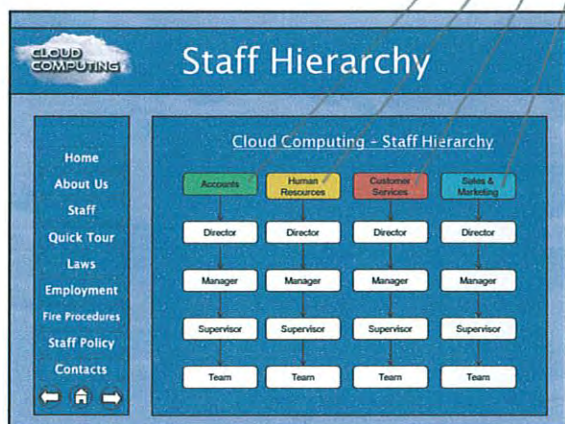 CLOUD
COMPUTING
Staff Hierarchy
Home
About Us
Staff
Quick Tour
Laws
Employment
Fire Procedures
Staff Policy
Contacts
Cloud Computing - Staff Hierarchy
Accounts
Human
Resources
Customer
Services
Sales &
Marketing
Director Director Director Director
Manager Manager Manager Manager
Supervisor Supervisor Supervisor Supervisor
Team Team Team Team